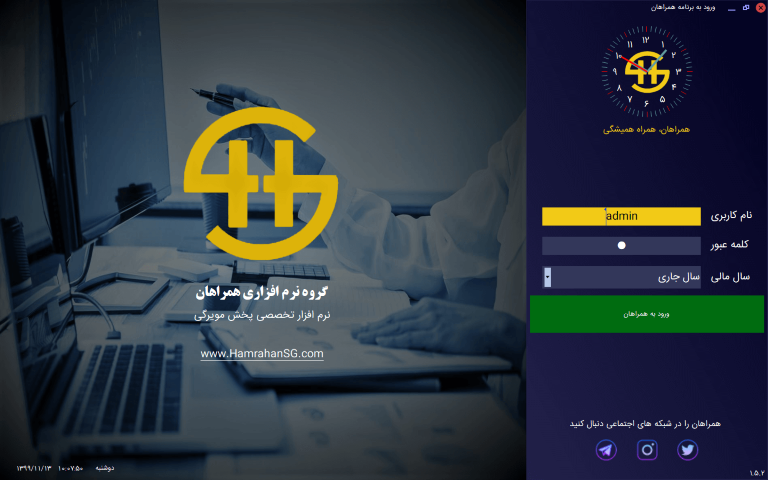 ورود به برنامه همراهان
۱۲
۱
۲
۳
۴
۵
۶
۷
۸
۹
۱۰
۱۱
همراهان، همراه همیشگی
نام کاربری
admin
کلمه عبور
سال مالی
سال جاری
ورود به همراهان
گروه نرم افزاری همراهان
نرم افزار تخصصی پخش مویرگی
www.HamrahanSG.com
همراهان را در شبکه های اجتماعی دنبال کنید
دوشنبه ۱۰:۰۷:۵۰ ۱۳۹۹/۱۱/۱۳
۱.۵.۲